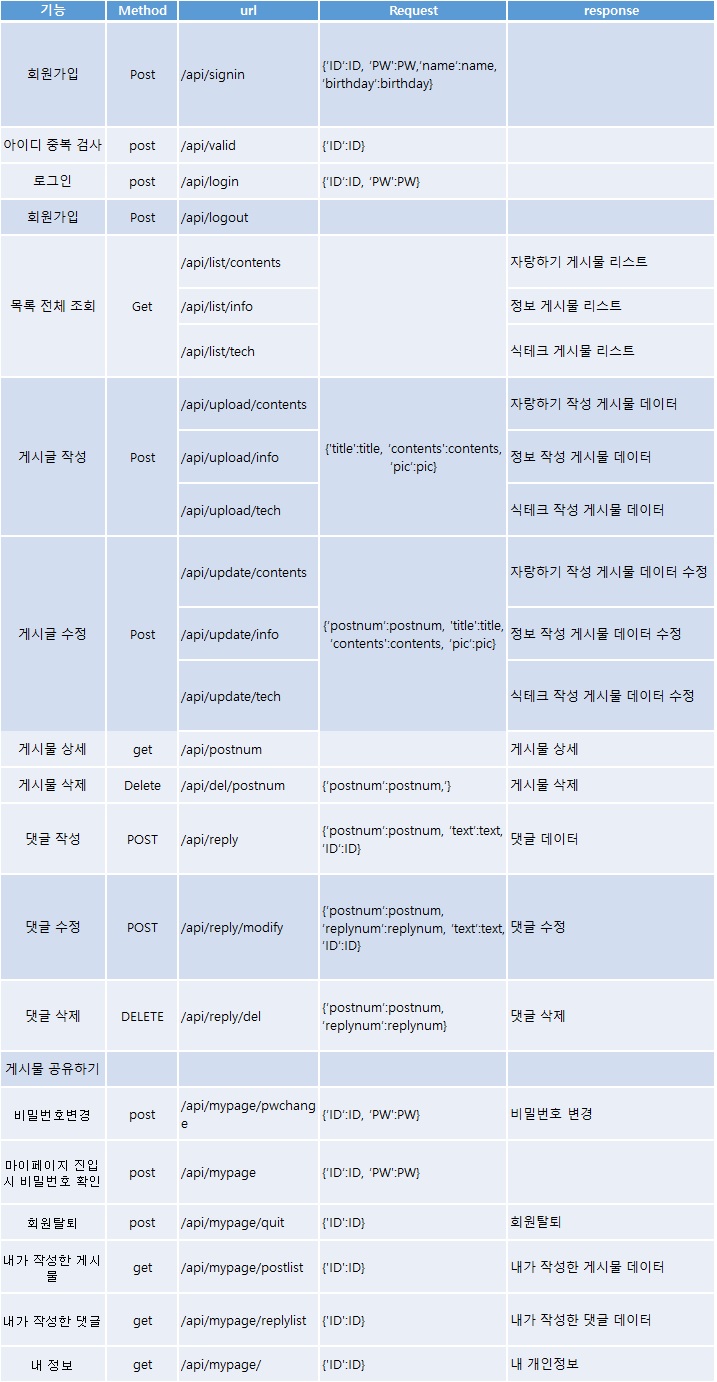 기능 Method url Request response
회원가입 Post /api/signin {'ID':ID, 'PW':PW,'name':name,
'birthday':birthday}
아이디 중복 검사 post /api/valid {'ID':ID}
로그인 post /api/login {'ID':ID, 'PW':PW}
회원가입 Post /api/logout
목록 전체 조회 Get
/api/list/contents 자랑하기 게시물 리스트
/api/list/info 정보 게시물 리스트
/api/list/tech 식테크 게시물 리스트
게시글 작성 Post
/api/upload/contents 자랑하기 작성 게시물 데이터
/api/upload/info 정보 작성 게시물 데이터
/api/upload/tech 식테크 작성 게시물 데이터
{'title':title, 'contents':contents,
'pic':pic}
게시글 수정 Post
/api/update/contents 자랑하기 작성 게시물 데이터 수정
/api/update/info 정보 작성 게시물 데이터 수정
/api/update/tech 식테크 작성 게시물 데이터 수정
{'postnum':postnum, 'title':title,
'contents':contents, 'pic':pic}
게시물 상세 get /api/postnum 게시물 상세
게시물 삭제 Delete /api/del/postnum {'postnum':postnum,'} 게시물 삭제
댓글 작성 POST /api/reply {'postnum':postnum, 'text':text,
'ID':ID} 댓글 데이터
댓글 수정 POST /api/reply/modify {'postnum':postnum,
'replynum':replynum, 'text':text,
'ID':ID} 댓글 수정
댓글 삭제 DELETE /api/reply/del {'postnum':postnum,
'replynum':replynum} 댓글 삭제
게시물 공유하기
비밀번호변경 post /api/mypage/pwchang
e {'ID':ID, 'PW':PW} 비밀번호 변경
마이페이지 진입
시 비밀번호 확인 post /api/mypage {'ID':ID, 'PW':PW}
회원탈퇴 post /api/mypage/quit {'ID':ID} 회원탈퇴
내가 작성한 게시
물 get /api/mypage/postlist {'ID':ID} 내가 작성한 게시물 데이터
내가 작성한 댓글 get /api/mypage/replylist {'ID':ID} 내가 작성한 댓글 데이터
내 정보 get /api/mypage/ {'ID':ID} 내 개인정보